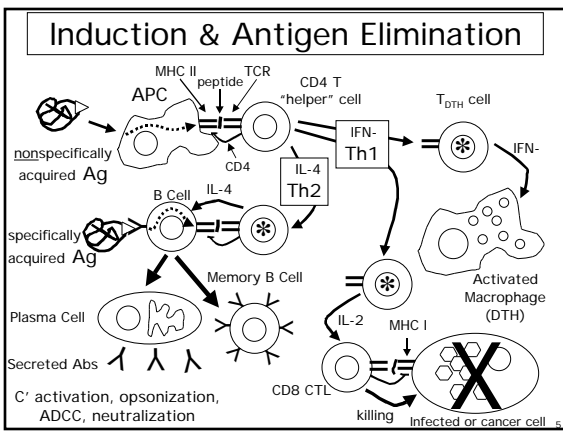 Induction & Antigen Elimination
MHC II
peptide
TCR
CD4 T
"helper" cell
APC
T_DTH cell
CD4
IFN-
Th1
IFN-
nonspecifically
acquired Ag
IL-4
Th2
B Cell
IL-4
specifically
acquired Ag
Activated
Macrophage
(DTH)
Memory B Cell
Plasma Cell
IL-2
MHC I
Secreted Abs
CD8 CTL
killing
Infected or cancer cell
C' activation, opsonization,
ADCC, neutralization
5